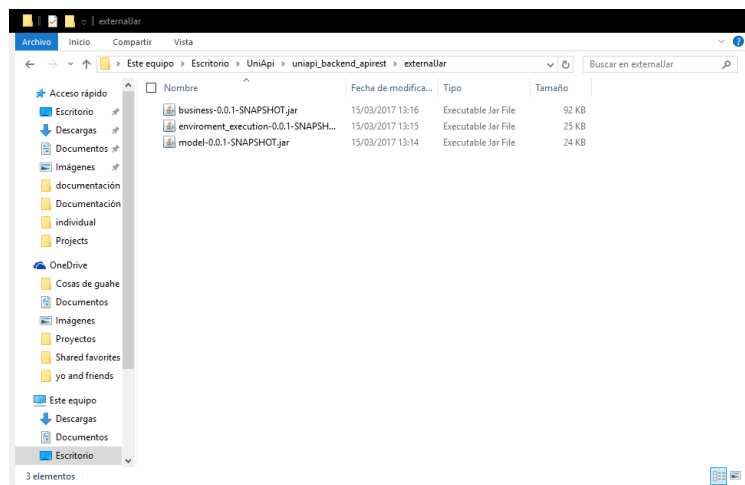 externalJar
Archivo Inicio Compartir Vista
Este equipo > Escritorio > UniApi > uniapi_backend_apirest > externalJar Buscar en externalJar
Nombre Fecha de modifica... Tipo Tamaño
business-0.0.1-SNAPSHOT.jar 15/03/2017 13:16 Executable Jar File 92 KB
enviroment_execution-0.0.1-SNAPSH... 15/03/2017 13:15 Executable Jar File 25 KB
model-0.0.1-SNAPSHOT.jar 15/03/2017 13:14 Executable Jar File 24 KB
Acceso rápido
Escritorio
Descargas
Documentos
Imágenes
documentación
Documentación
individual
Projects
OneDrive
Cosas de guahe
Documentos
Imágenes
Proyectos
Shared favorites
yo and friends
Este equipo
Descargas
Documentos
Escritorio
3 elementos